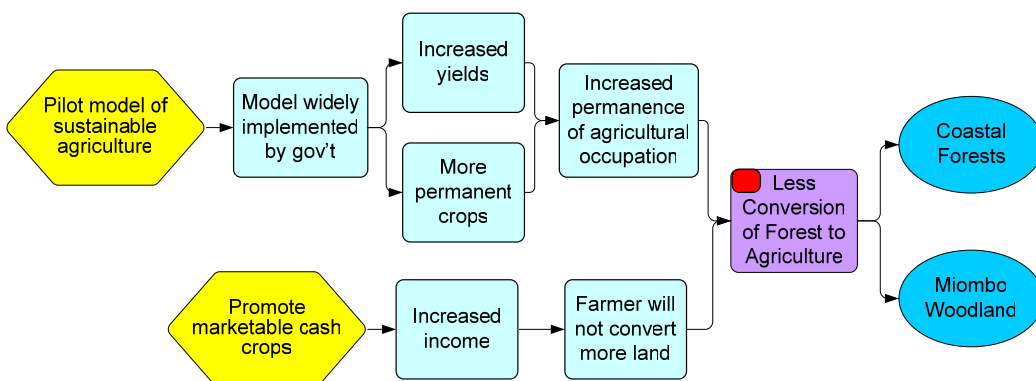 Pilot model of
sustainable
agriculture
Model widely
implemented
by gov't
Increased
yields
More
permanent
crops
Increased
permanence
of agricultural
occupation
Less
Conversion
of Forest to
Agriculture
Coastal
Forests
Miombo
Woodland
Promote
marketable cash
crops
Increased
income
Farmer will
not convert
more land